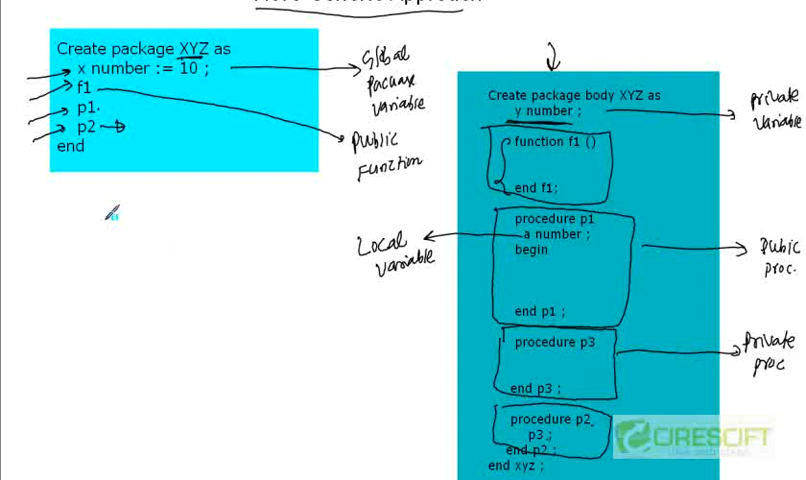 Create package XYZ as
x number := 10 ;
f1
p1.
p2
end
Global
Package
Variable
Public
Function
Create package body XYZ as
y number ;
function f1 ()
end f1;
procedure p1
a number ;
begin
end p1 ;
procedure p3
end p3 ;
procedure p2
p3 ;
end p2 ;
end xyz ;
Private
Variable
Local
Variable
Public
Proc.
Private
Proc